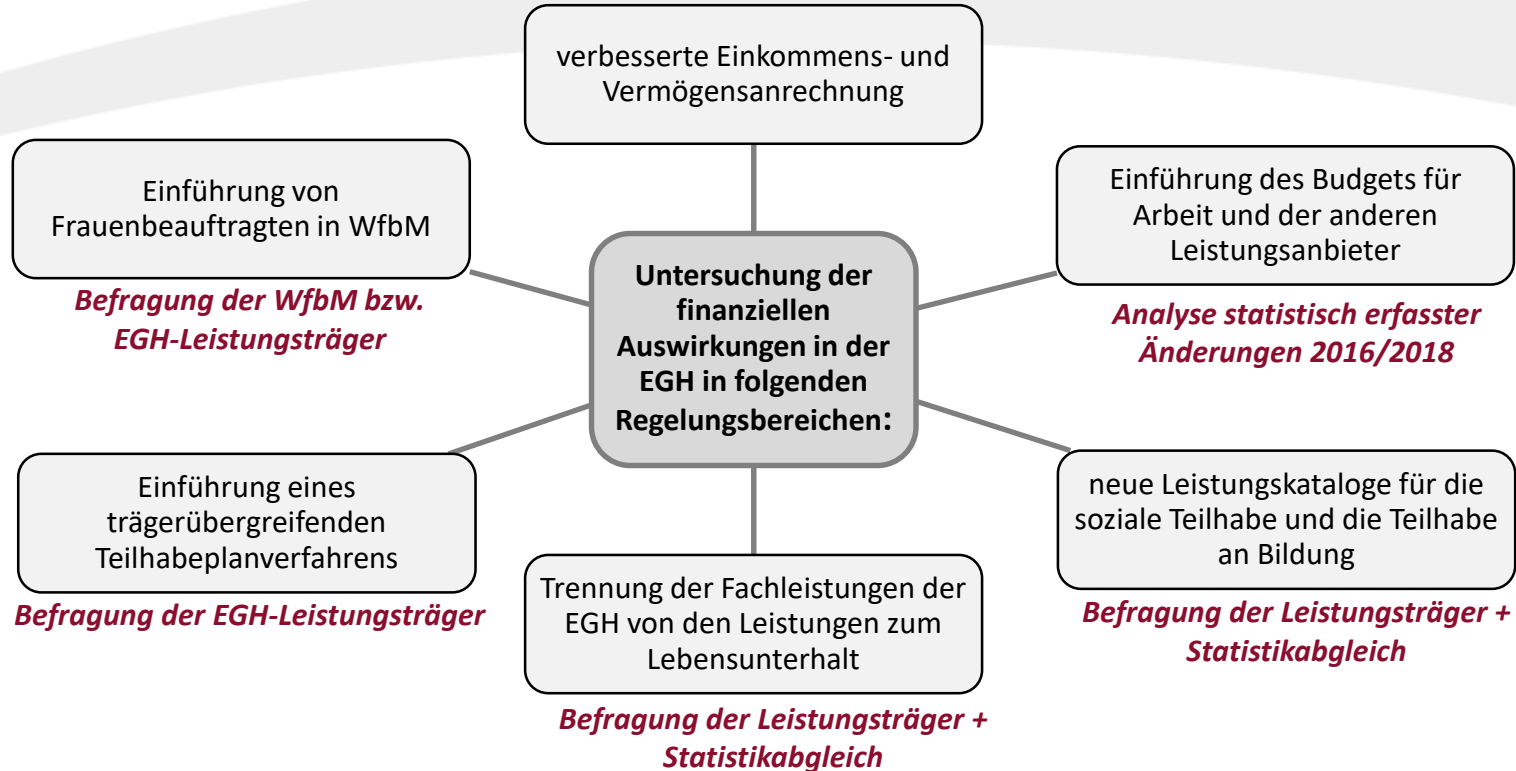 verbesserte Einkommens- und
Vermögensanrechnung
Einführung von
Frauenbeauftragten in WfbM
Befragung der WfbM bzw.
EGH-Leistungsträger
Einführung des Budgets für
Arbeit und der anderen
Leistungsanbieter
Analyse statistisch erfasster
Änderungen 2016/2018
Untersuchung der
finanziellen
Auswirkungen in der
EGH in folgenden
Regelungsbereichen:
Einführung eines
trägerübergreifenden
Teilhabeplanverfahrens
Befragung der EGH-Leistungsträger
Trennung der Fachleistungen der
EGH von den Leistungen zum
Lebensunterhalt
Befragung der Leistungsträger +
Statistikabgleich
neue Leistungskataloge für die
soziale Teilhabe und die Teilhabe
an Bildung
Befragung der Leistungsträger +
Statistikabgleich